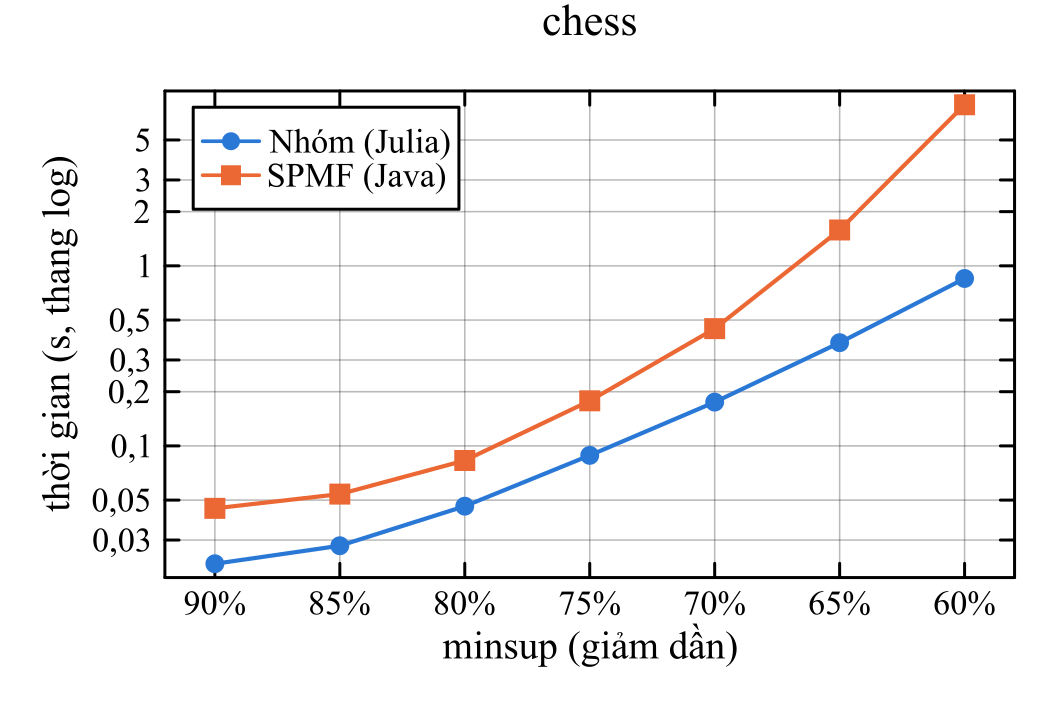 chess
Nhóm (Julia)
SPMF (Java)
thời gian (s, thang log)
5
3
2
1
0,5
0,3
0,2
0,1
0,05
0,03
90% 85% 80% 75% 70% 65% 60%
minsup (giảm dần)